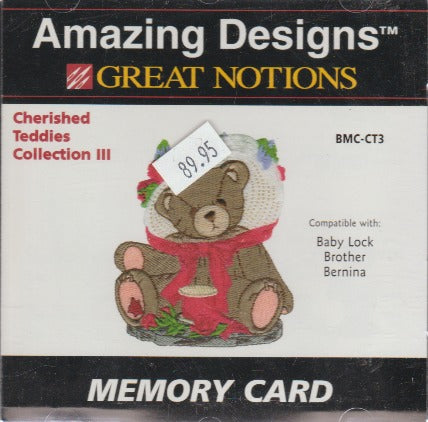 Amazing Designs™
GREAT NOTIONS
Cherished
Teddies
Collection III
89.95
BMC-CT3
Compatible with:
Baby Lock
Brother
Bernina
MEMORY CARD